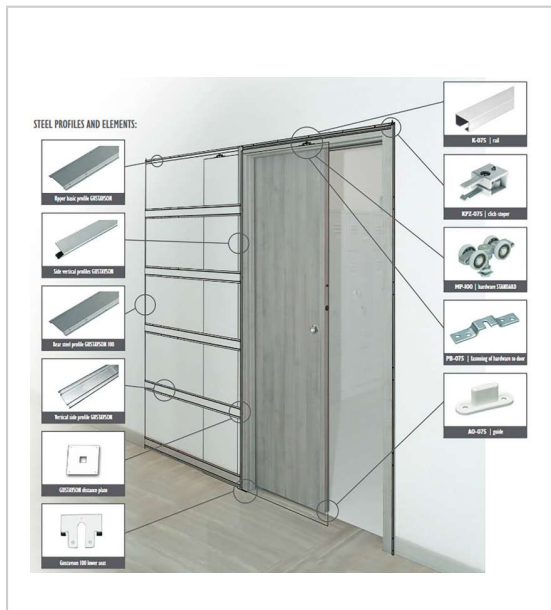 STEEL PROFILES AND ELEMENTS:
Upper basic profile GUSTAVSON
Side vertical profiles GUSTAVSON
Rear steel profile GUSTAVSON 100
Vertical side profile GUSTAVSON
GUSTAVSON distance plate
Gustavson 100 lower seat
K-075 | rail
KPZ-075 | click-stoper
MP-100 | hardware STANDARD
PB-075 | fastening of hardware to door
AO-075 | guide